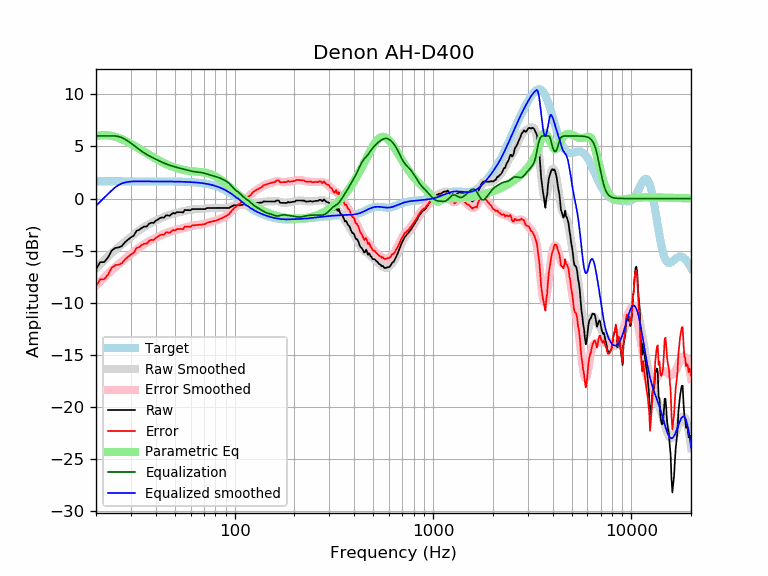 Denon AH-D400
Amplitude (dBr)
10
5
0
−5
−10
−15
−20
−25
−30
Target
Raw Smoothed
Error Smoothed
Raw
Error
Parametric Eq
Equalization
Equalized smoothed
100
1000
10000
Frequency (Hz)